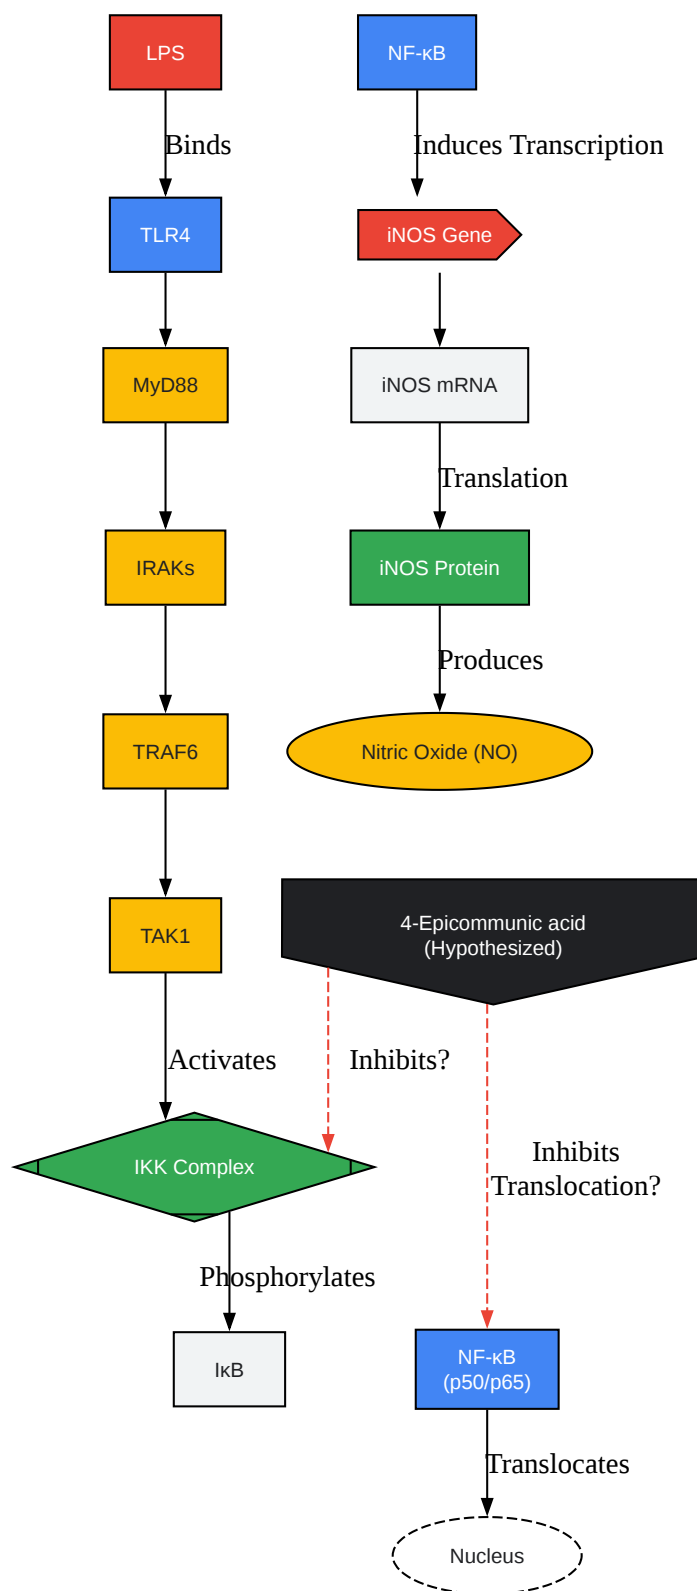 LPS
NF-κB
Binds
Induces Transcription
TLR4
iNOS Gene
MyD88
iNOS mRNA
Translation
IRAKs
iNOS Protein
Produces
TRAF6
Nitric Oxide (NO)
TAK1
4-Epicommunic acid
(Hypothesized)
Activates
Inhibits?
IKK Complex
Inhibits
Translocation?
Phosphorylates
IκB
NF-κB
(p50/p65)
Translocates
Nucleus